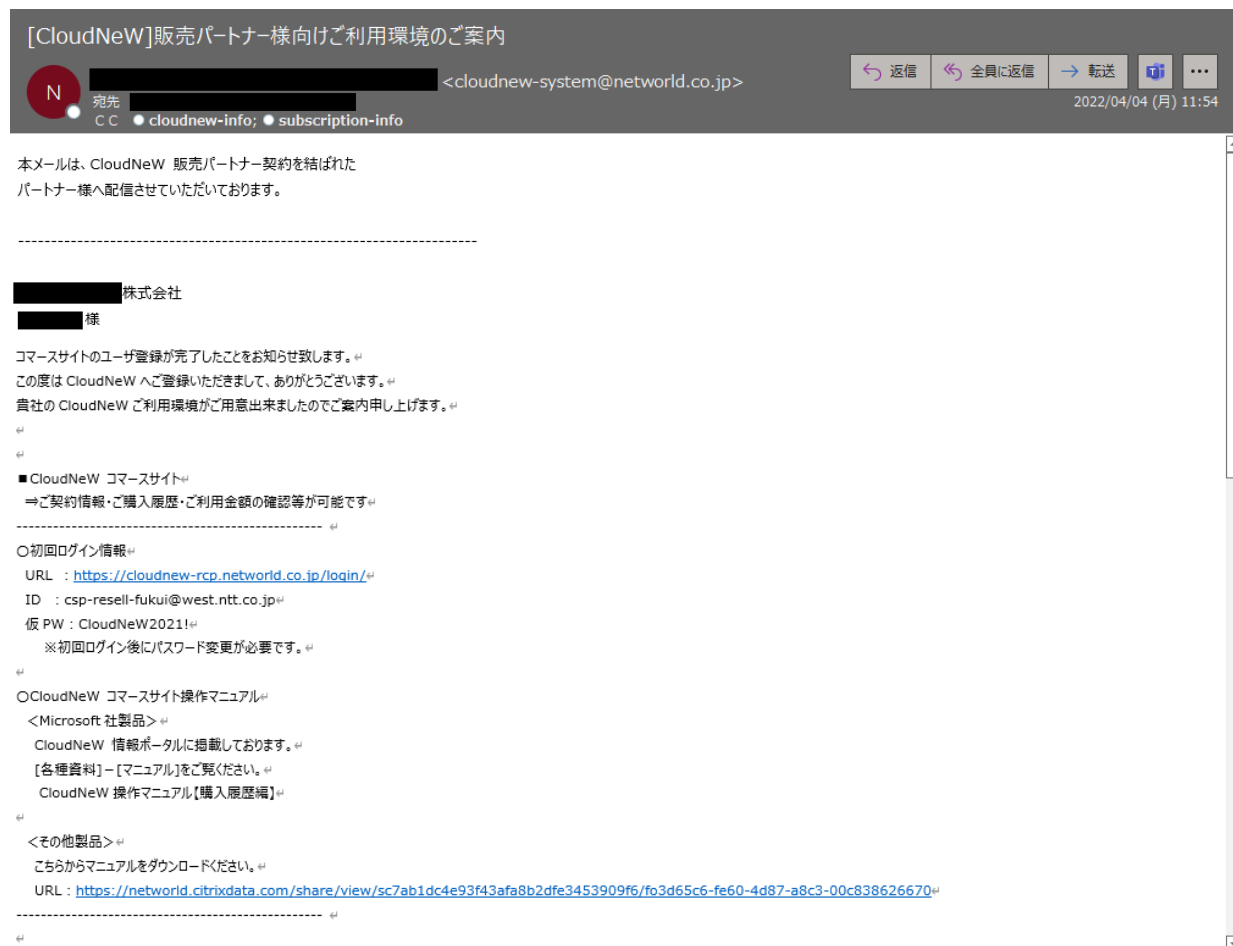 [CloudNeW]販売パートナー様向けご利用環境のご案内
N
<cloudnew-system@networld.co.jp>
返信
全員に返信
転送
宛先
2022/04/04 (月) 11:54
CC cloudnew-info; subscription-info
本メールは、CloudNeW 販売パートナー契約を結ばれた
パートナー様へ配信させていただいております。
----------------------------------------------------------------------
株式会社
様
コマースサイトのユーザ登録が完了したことをお知らせ致します。
この度は CloudNeW へご登録いただきまして、ありがとうございます。
貴社の CloudNeW ご利用環境がご用意出来ましたのでご案内申し上げます。
■CloudNeW コマースサイト
⇒ご契約情報・ご購入履歴・ご利用金額の確認等が可能です
--------------------------------------------------
〇初回ログイン情報
URL : https://cloudnew-rcp.networld.co.jp/login/
ID : csp-resell-fukui@west.ntt.co.jp
仮 PW : CloudNeW2021!
※初回ログイン後にパスワード変更が必要です。
〇CloudNeW コマースサイト操作マニュアル
＜Microsoft 社製品＞
CloudNeW 情報ポータルに掲載しております。
[各種資料]－[マニュアル]をご覧ください。
CloudNeW 操作マニュアル【購入履歴編】
＜その他製品＞
こちらからマニュアルをダウンロードください。
URL : https://networld.citrixdata.com/share/view/sc7ab1dc4e93f43afa8b2dfe3453909f6/fo3d65c6-fe60-4d87-a8c3-00c838626670
--------------------------------------------------